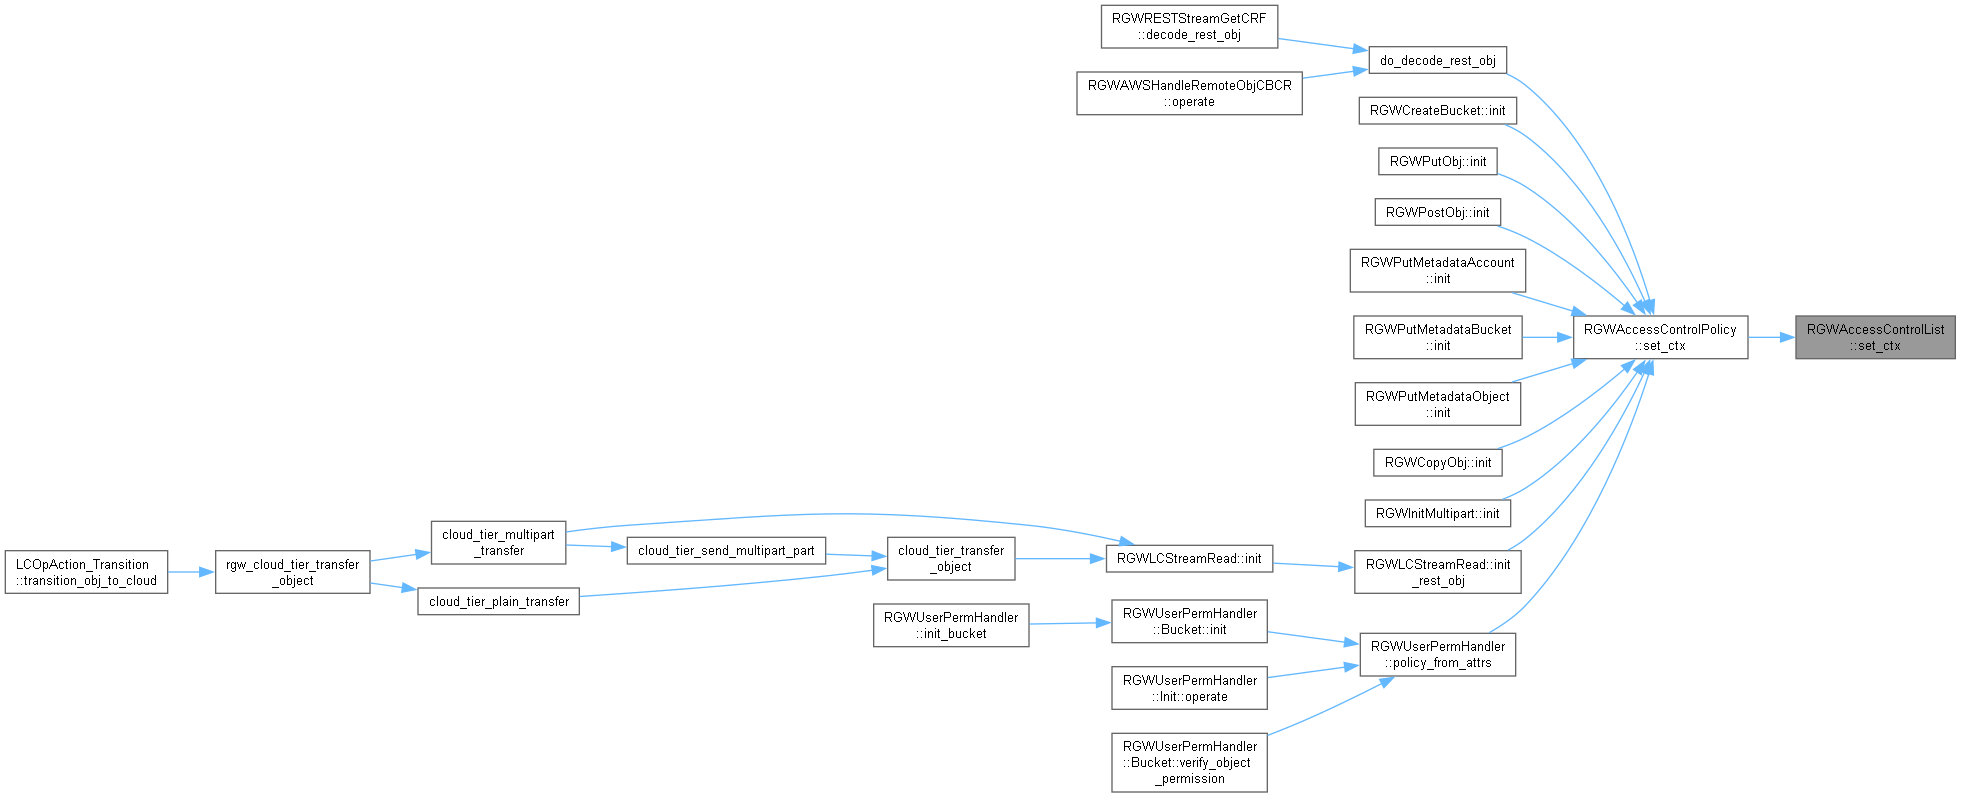 RGWRESTStreamGetCRF
::decode_rest_obj
do_decode_rest_obj
RGWAWSHandleRemoteObjCBCR
::operate
RGWCreateBucket::init
RGWPutObj::init
RGWPostObj::init
RGWPutMetadataAccount
::init
RGWAccessControlPolicy
::set_ctx
RGWAccessControlList
::set_ctx
RGWPutMetadataBucket
::init
RGWPutMetadataObject
::init
RGWCopyObj::init
RGWInitMultipart::init
LCOpAction_Transition
::transition_obj_to_cloud
rgw_cloud_tier_transfer
_object
cloud_tier_multipart
_transfer
cloud_tier_plain_transfer
cloud_tier_send_multipart_part
cloud_tier_transfer
_object
RGWLCStreamRead::init
RGWLCStreamRead::init
_rest_obj
RGWUserPermHandler
::init_bucket
RGWUserPermHandler
::Bucket::init
RGWUserPermHandler
::policy_from_attrs
RGWUserPermHandler
::Init::operate
RGWUserPermHandler
::Bucket::verify_object
_permission